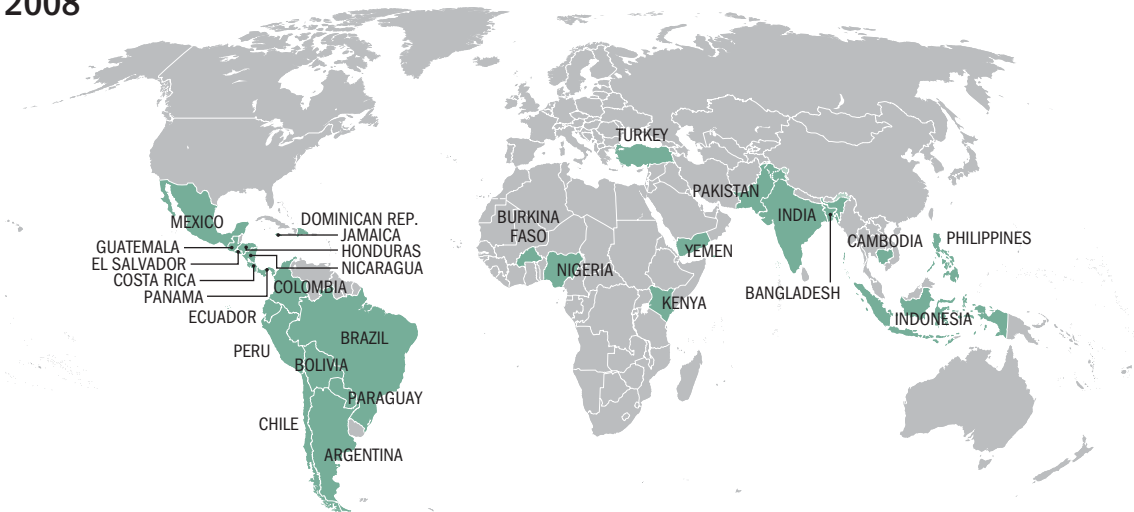 2008
TURKEY
PAKISTAN
INDIA
MEXICO
DOMINICAN REP.
JAMAICA
BURKINA
FASO
GUATEMALA
HONDURAS
EL SALVADOR
NICARAGUA
COSTA RICA
PANAMA
COLOMBIA
NIGERIA
YEMEN
CAMBODIA
PHILIPPINES
BANGLADESH
KENYA
ECUADOR
INDONESIA
BRAZIL
PERU
BOLIVIA
PARAGUAY
CHILE
ARGENTINA